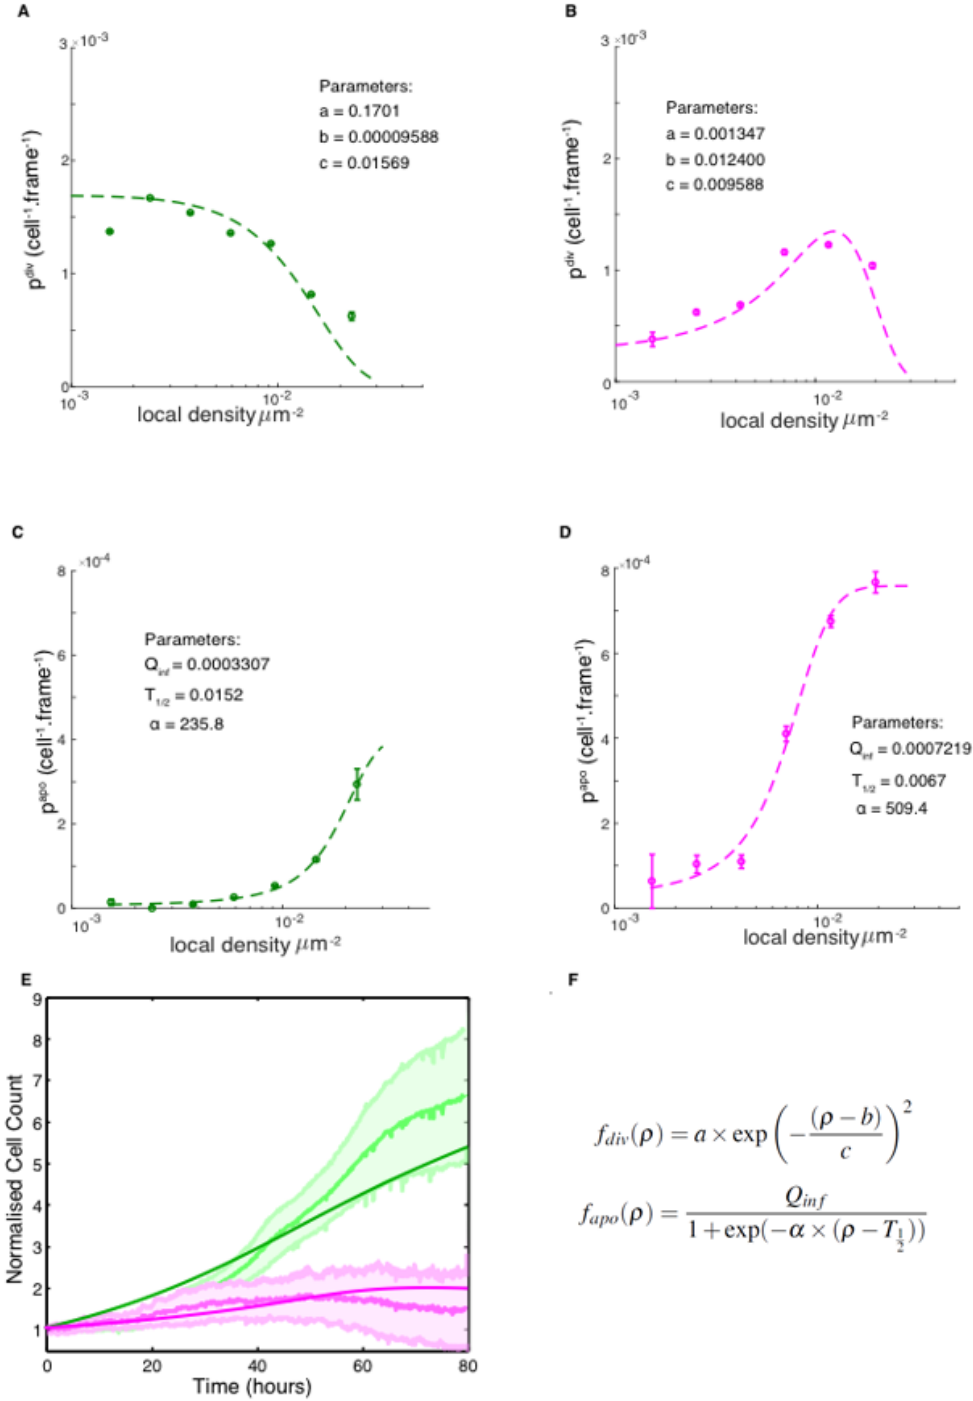 A
3 ×10⁻³
2
1
0
10⁻³
10⁻²
pᵈⁱᵛ (cell⁻¹.frame⁻¹)
local density μm⁻²
Parameters:
a = 0.1701
b = 0.00009588
c = 0.01569
B
3 ×10⁻³
2
1
0
10⁻³
10⁻²
pᵈⁱᵛ (cell⁻¹.frame⁻¹)
local density μm⁻²
Parameters:
a = 0.001347
b = 0.012400
c = 0.009588
C
8 ×10⁻⁴
6
4
2
0
10⁻³
10⁻²
pᵃᵖᵒ (cell⁻¹.frame⁻¹)
local density μm⁻²
Parameters:
Q_inf = 0.0003307
T_1/2 = 0.0152
α = 235.8
D
8 ×10⁻⁴
6
4
2
0
10⁻³
10⁻²
pᵃᵖᵒ (cell⁻¹.frame⁻¹)
local density μm⁻²
Parameters:
Q_inf = 0.0007219
T_1/2 = 0.0067
α = 509.4
E
9
8
7
6
5
4
3
2
1
0 20 40 60 80
Normalised Cell Count
Time (hours)
F
f_div(ρ) = a × exp(−(ρ − b)/c)²
f_apo(ρ) = Q_inf/(1 + exp(−α × (ρ − T_1/2)))